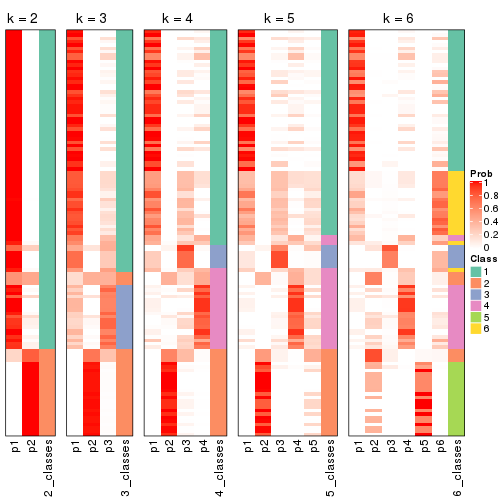 k = 2
k = 3
k = 4
k = 5
k = 6
Prob
1
0.8
0.6
0.4
0.2
0
Class
1
2
3
4
5
6
p1
p2
2_classes
p1
p2
p3
3_classes
p1
p2
p3
p4
4_classes
p1
p2
p3
p4
p5
5_classes
p1
p2
p3
p4
p5
p6
6_classes